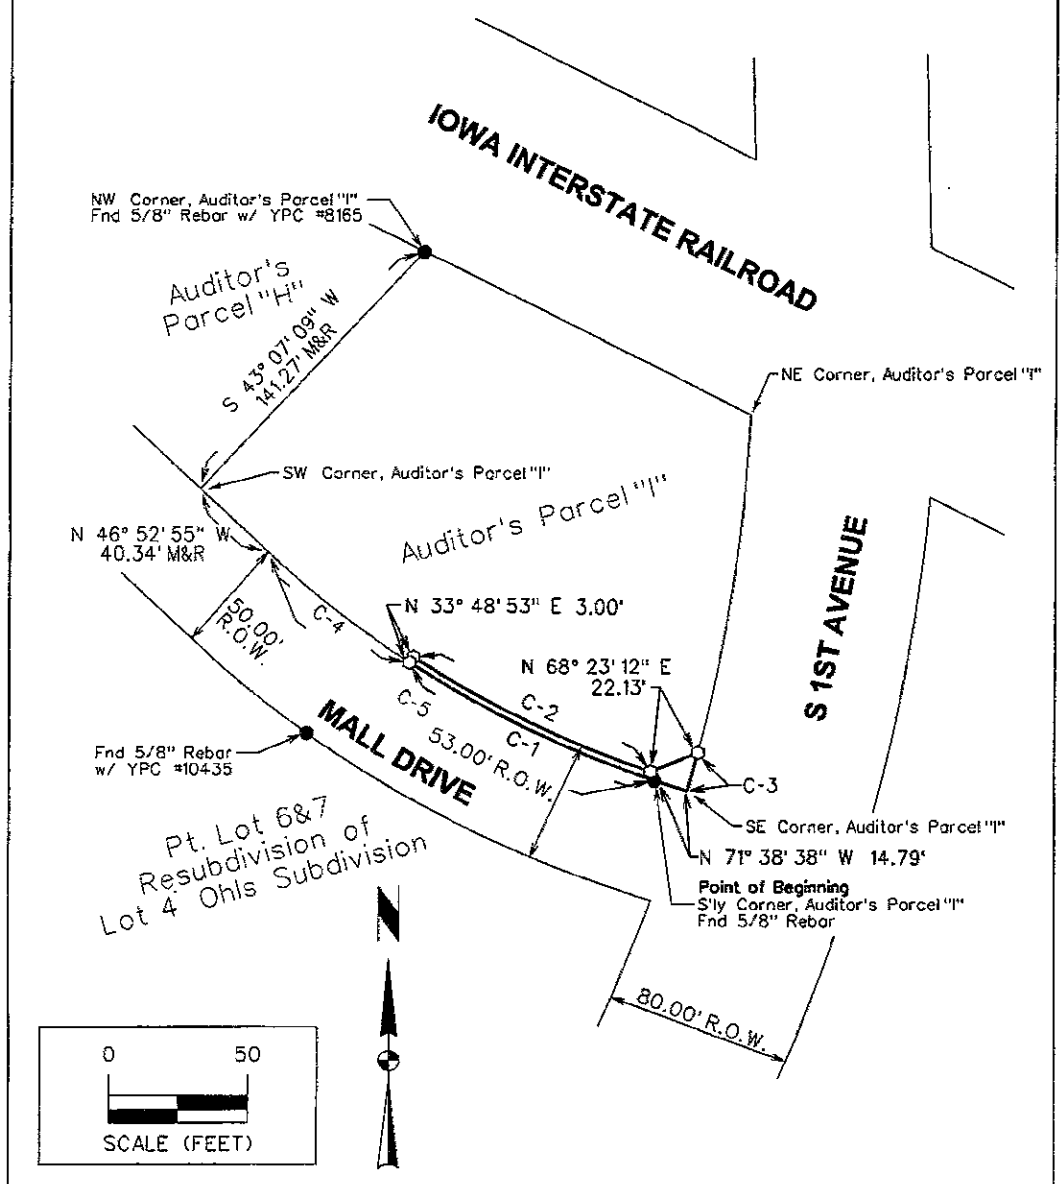 IOWA INTERSTATE RAILROAD
NW Corner, Auditor's Parcel "I"
Fnd 5/8" Rebar w/ YPC #8165
Auditor's
Parcel "H"
S 43° 07' 09" W
141.27' M&R
NE Corner, Auditor's Parcel "I"
SW Corner, Auditor's Parcel "I"
Auditor's Parcel "I"
N 46° 52' 55" W
40.34' M&R
50.00'
R.O.W.
C-4
N 33° 48' 53" E 3.00'
N 68° 23' 12" E
22.13'
S 1ST AVENUE
C-5
C-2
C-1
MALL DRIVE
53.00' R.O.W.
Fnd 5/8" Rebar
w/ YPC #10435
C-3
SE Corner, Auditor's Parcel "I"
N 71° 38' 38" W 14.79'
Point of Beginning
S'ly Corner, Auditor's Parcel "I"
Fnd 5/8" Rebar
Pt. Lot 6&7
Resubdivision of
Lot 4 Ohls Subdivision
N
80.00' R.O.W.
0 50
SCALE (FEET)